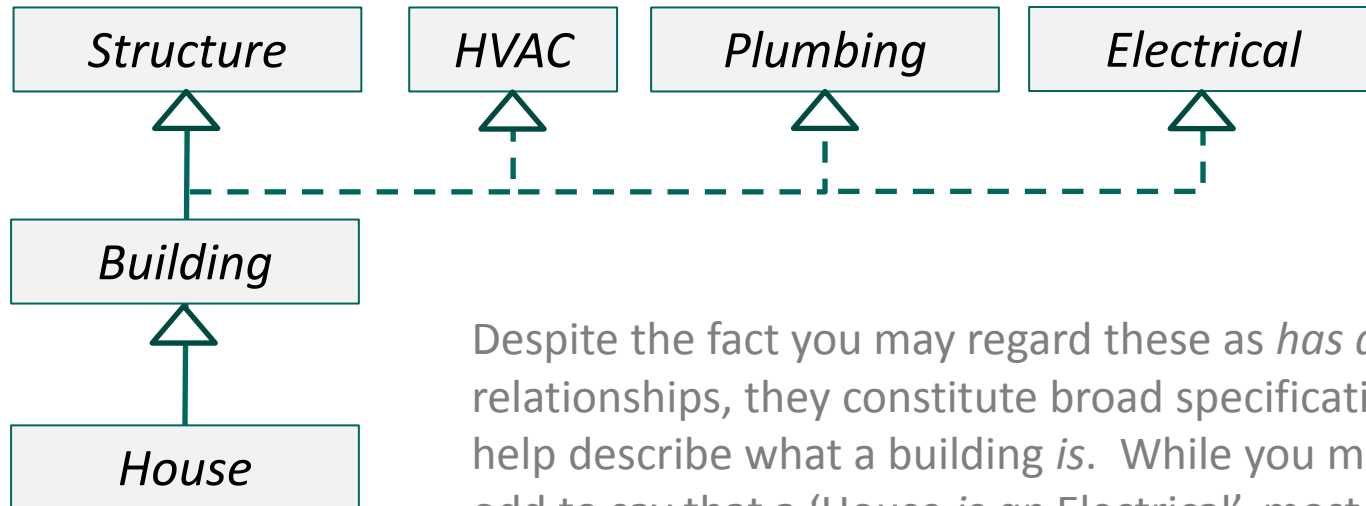 Structure HVAC Plumbing Electrical
Building
Despite the fact you may regard these as has
relationships, they constitute broad
help describe what a building is. While you
House